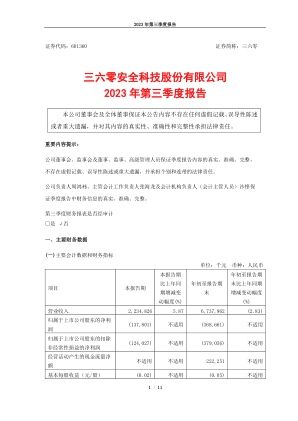 2023 年第三季度报告
证券代码：601360 证券简称：三六零
三六零安全科技股份有限公司
2023 年第三季度报告
本公司董事会及全体董事保证本公告内容不存在任何虚假记载、误导性陈述
或者重大遗漏，并对其内容的真实性、准确性和完整性承担法律责任。
重要内容提示：
公司董事会、监事会及董事、监事、高级管理人员保证季度报告内容的真实、准确、完整，
不存在虚假记载、误导性陈述或重大遗漏，并承担个别和连带的法律责任。
公司负责人周鸿祎、主管会计工作负责人张海龙及会计机构负责人（会计主管人员）
保证季度报告中财务信息的真实、准确、完整。
第三季度财务报表是否经审计
□是 √否
一、主要财务数据
(一)主要会计数据和财务指标
单位：千元 币种：人民币
项目 本报告期 本报告期比上年同期增减变动幅度(%) 年初至报告期末 年初至报告期末比上年同期增减变动幅度(%)
营业收入 2,234,828 5.87 6,737,982 (2.83)
归属于上市公司股东的净利润 (137,803) 不适用 (368,661) 不适用
归属于上市公司股东的扣除非经常性损益的净利润 (124,027) 不适用 (379,038) 不适用
经营活动产生的现金流量净额 不适用 不适用 222,251 不适用
基本每股收益（元/股） (0.02) 不适用 (0.05) 不适用
1 / 11